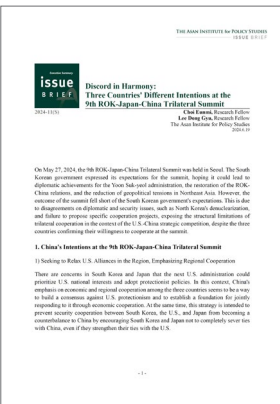 THE ASAN INSTITUTE FOR POLICY STUDIES
ISSUE BRIEF
issue
BRIEF
Discord in Harmony:
Three Countries' Different Intentions at the
9th ROK-Japan-China Trilateral Summit
2024-11(S)
Choi Eunmi, Research Fellow
Lee Dong Gyu, Research Fellow
The Asan Institute for Policy Studies
2024.6.19
On May 27, 2024, the 9th ROK-Japan-China Trilateral Summit was held in Seoul. The South
Korean government expressed its expectations for the summit, hoping it could lead to
diplomatic achievements for the Yoon Suk-yeol administration, the restoration of the ROK-
China relations, and the reduction of geopolitical tensions in Northeast Asia. However, the
outcome of the summit fell short of the South Korean government's expectations. This is due
to disagreements on diplomatic and security issues, such as North Korea's denuclearization,
and failure to propose specific cooperation projects, exposing the structural limitations of
trilateral cooperation in the context of the U.S.-China strategic competition, despite the three
countries confirming their willingness to cooperate at the summit.
1. China's Intentions at the 9th ROK-Japan-China Trilateral Summit
1) Seeking to Relax U.S. Alliances in the Region, Emphasizing Regional Cooperation
There are concerns in South Korea and Japan that the next U.S. administration could
prioritize U.S. national interests and adopt protectionist policies. In this context, China's
emphasis on economic and regional cooperation among the three countries seems to be a way
to build a consensus against U.S. protectionism and to establish a foundation for jointly
responding to it through economic cooperation. At the same time, this strategy is intended to
prevent security cooperation between South Korea, the U.S., and Japan from becoming a
counterbalance to China by encouraging South Korea and Japan not to completely sever ties
with China, even if they strengthen their ties with the U.S.
- 1 -